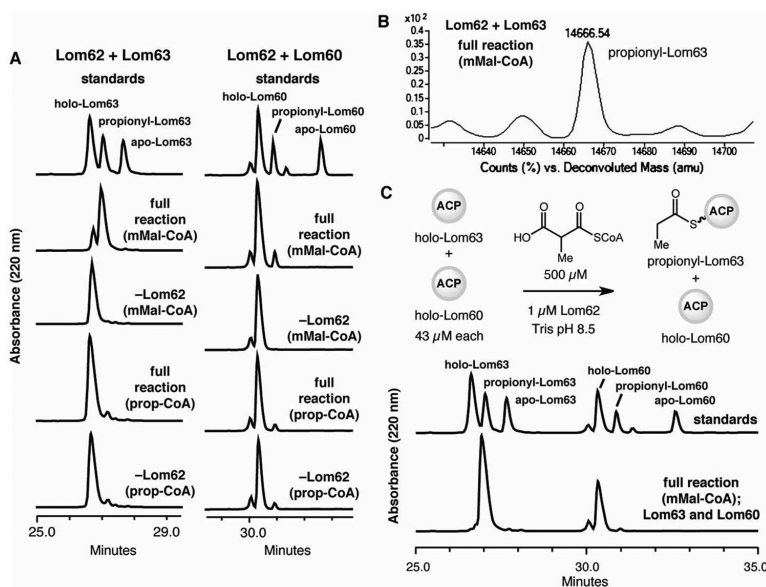 A
Lom62 + Lom63
standards
holo-Lom63
propionyl-Lom63
apo-Lom63
full
reaction
(mMal-CoA)
–Lom62
(mMal-CoA)
full
reaction
(prop-CoA)
–Lom62
(prop-CoA)
25.0
29.0
Minutes
Absorbance (220 nm)
Lom62 + Lom60
standards
holo-Lom60
propionyl-Lom60
apo-Lom60
full
reaction
(mMal-CoA)
–Lom62
(mMal-CoA)
full
reaction
(prop-CoA)
–Lom62
(prop-CoA)
30.0
Minutes
B
x10²
Lom62 + Lom63
full reaction
(mMal-CoA)
14666.54
propionyl-Lom63
0.4
0.35
0.3
0.25
0.2
0.15
0.1
0.05
0
14640 14650 14660 14670 14680 14690 14700
Counts (%) vs. Deconvoluted Mass (amu)
C
ACP
holo-Lom63
+
ACP
holo-Lom60
43 µM each
O O
HO SCoA
Me
500 µM
1 µM Lom62
Tris pH 8.5
O
S
ACP
Me
propionyl-Lom63
+
ACP
holo-Lom60
holo-Lom63
propionyl-Lom63
apo-Lom63
holo-Lom60
propionyl-Lom60
apo-Lom60
standards
full reaction
(mMal-CoA);
Lom63 and Lom60
Absorbance (220 nm)
25.0 30.0 35.0
Minutes